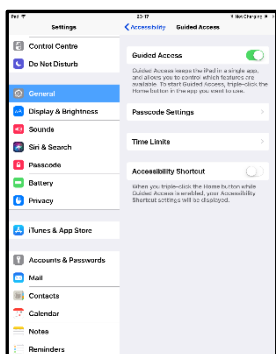 iPad
20:17
Not Charging
Settings
Accessibility
Guided Access
Control Centre
Do Not Disturb
General
Display & Brightness
Sounds
Siri & Search
Passcode
Battery
Privacy
iTunes & App Store
Accounts & Passwords
Mail
Contacts
Calendar
Notes
Reminders
Guided Access
Guided Access keeps the iPad in a single app,
and allows you to control which features are
available. To start Guided Access, triple-click the
Home button in the app you want to use.
Passcode Settings
Time Limits
Accessibility Shortcut
When you triple-click the Home button while
Guided Access is enabled, your Accessibility
Shortcut settings will be displayed.